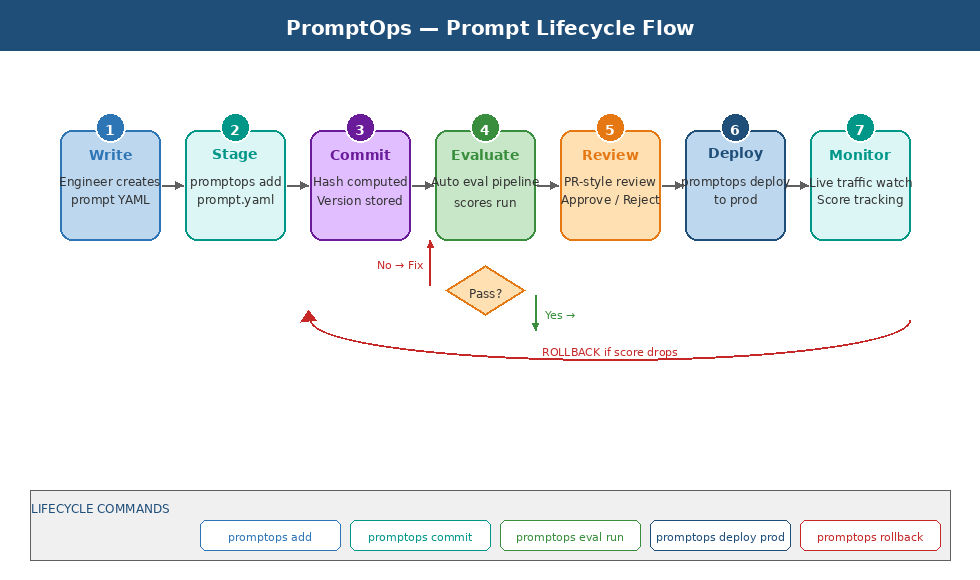 PromptOps — Prompt Lifecycle Flow
1
Write
Engineer creates
prompt YAML
2
Stage
promptops add
prompt.yaml
3
Commit
Hash computed
Version stored
4
Evaluate
Auto eval pipeline
scores run
5
Review
PR-style review
Approve / Reject
6
Deploy
promptops deploy
to prod
7
Monitor
Live traffic watch
Score tracking
No → Fix
Pass?
Yes →
ROLLBACK if score drops
LIFECYCLE COMMANDS
promptops add
promptops commit
promptops eval run
promptops deploy prod
promptops rollback